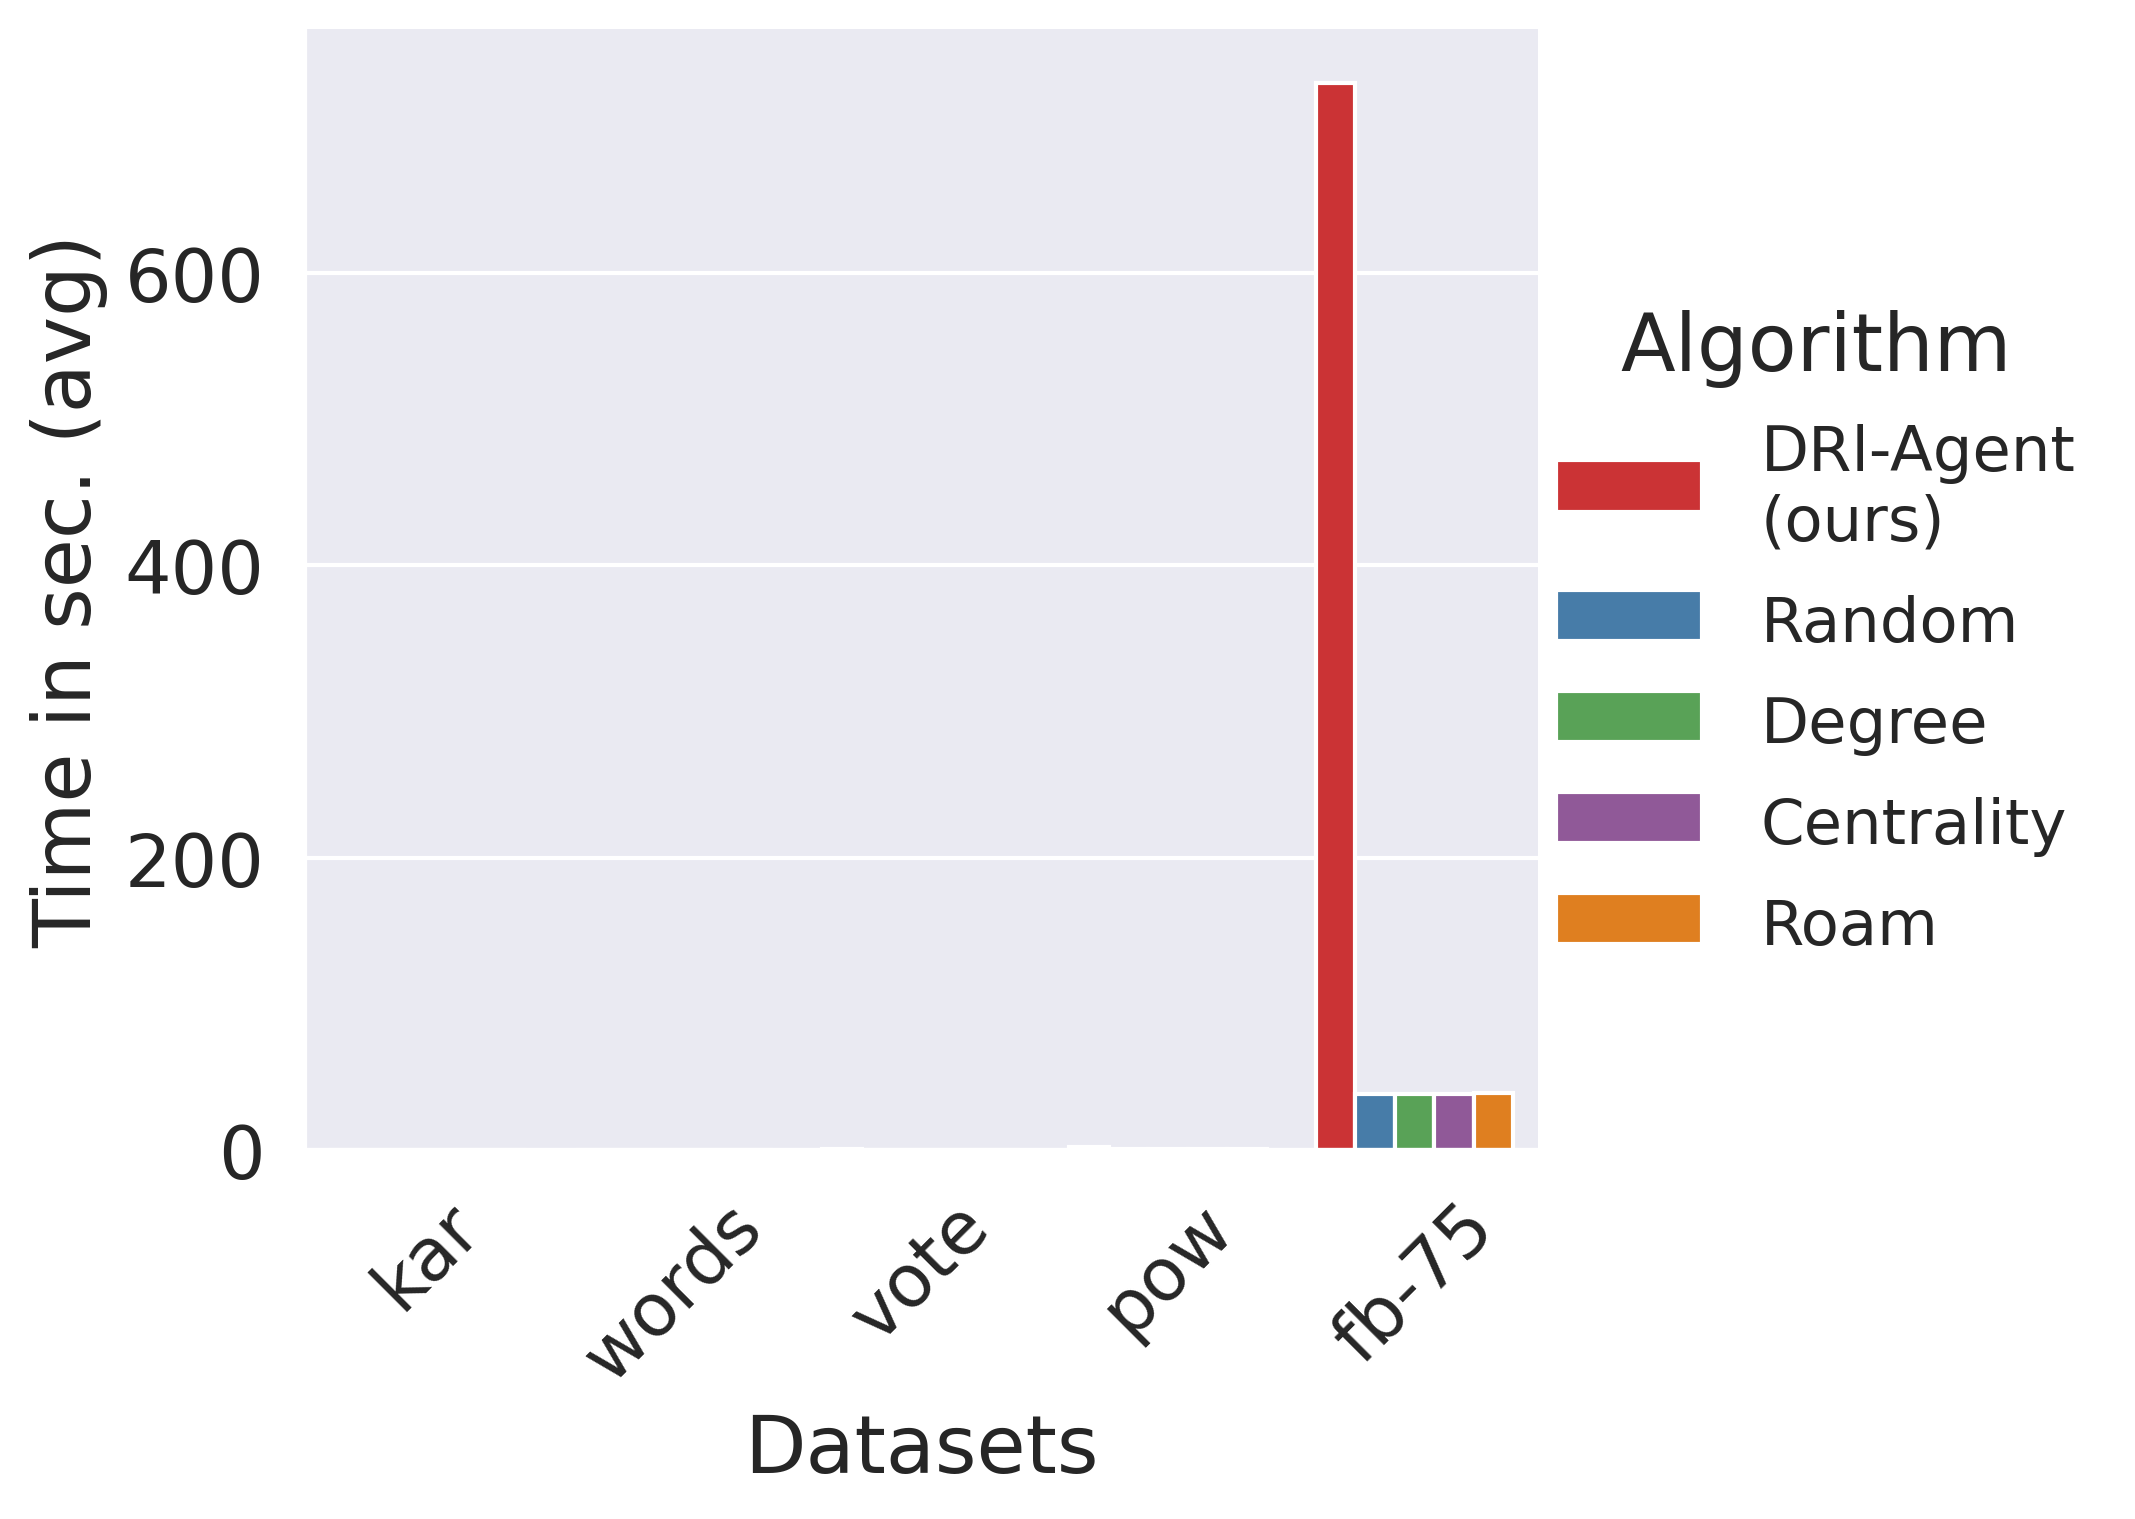 Time in sec. (avg)
600
400
200
0
kar
words
vote
pow
fb-75
Datasets
Algorithm
DRl-Agent
(ours)
Random
Degree
Centrality
Roam